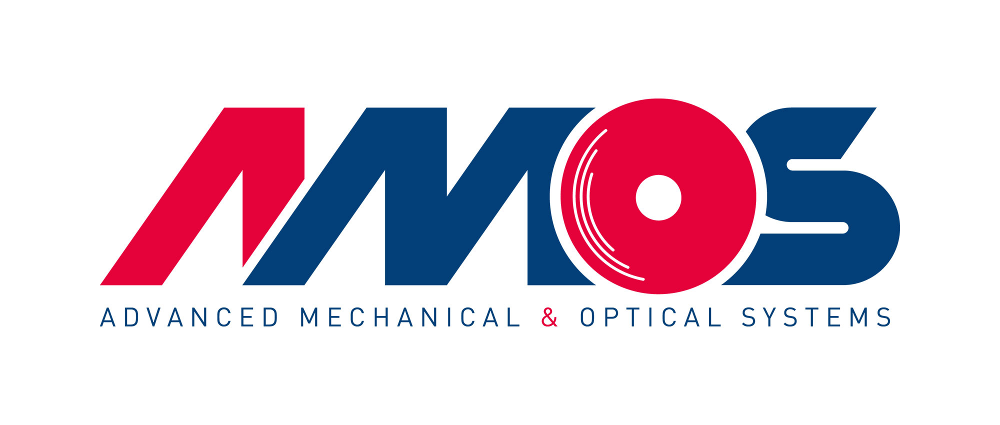 AMOS
ADVANCED MECHANICAL & OPTICAL SYSTEMS